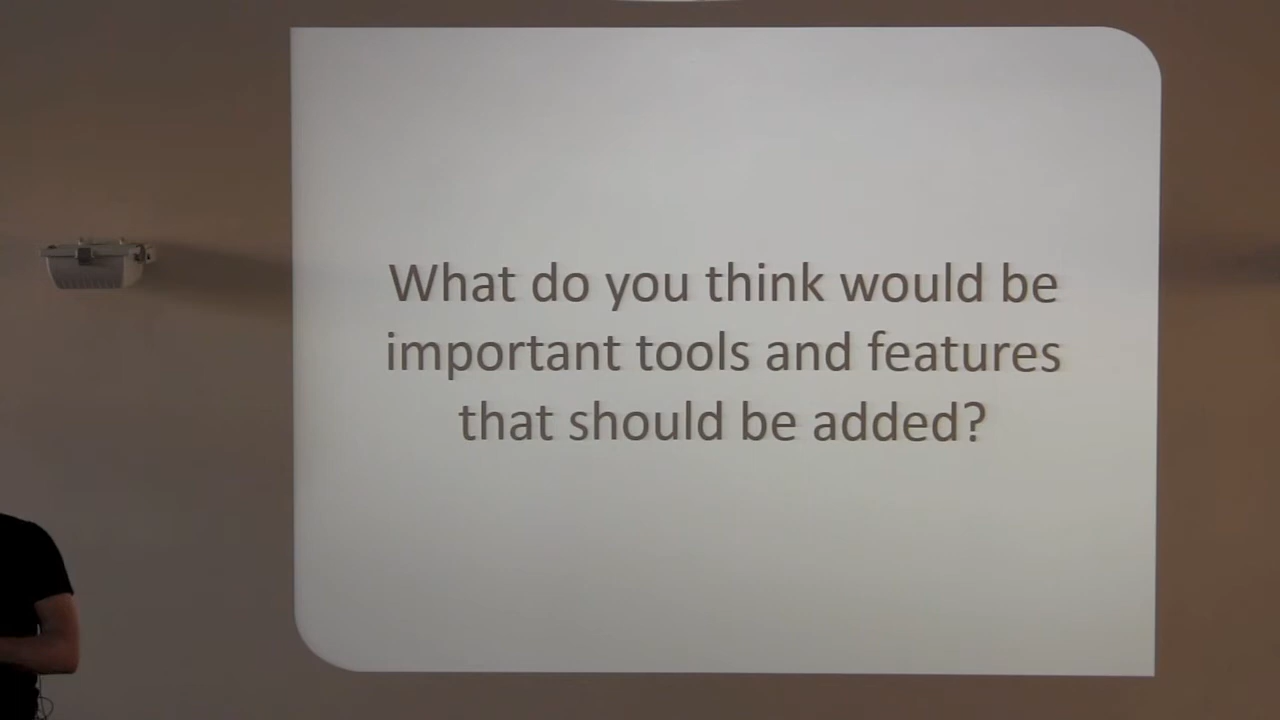 What do you think would be
important tools and features
that should be added?